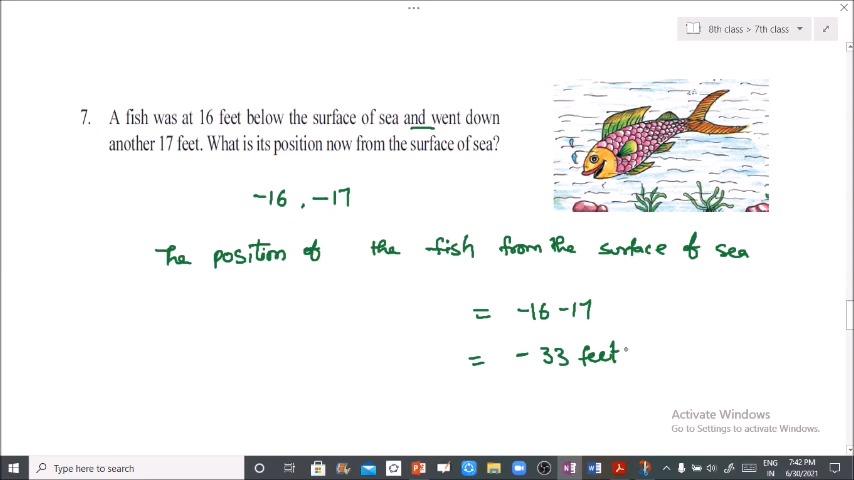 8th class > 7th class
7. A fish was at 16 feet below the surface of sea and went down
another 17 feet. What is its position now from the surface of sea?
-16 , -17
The position of the fish from the surface of sea
= -16 -17
= - 33 feet
Activate Windows
Go to Settings to activate Windows.
Type here to search
ENG
IN
7:42 PM
6/30/2021